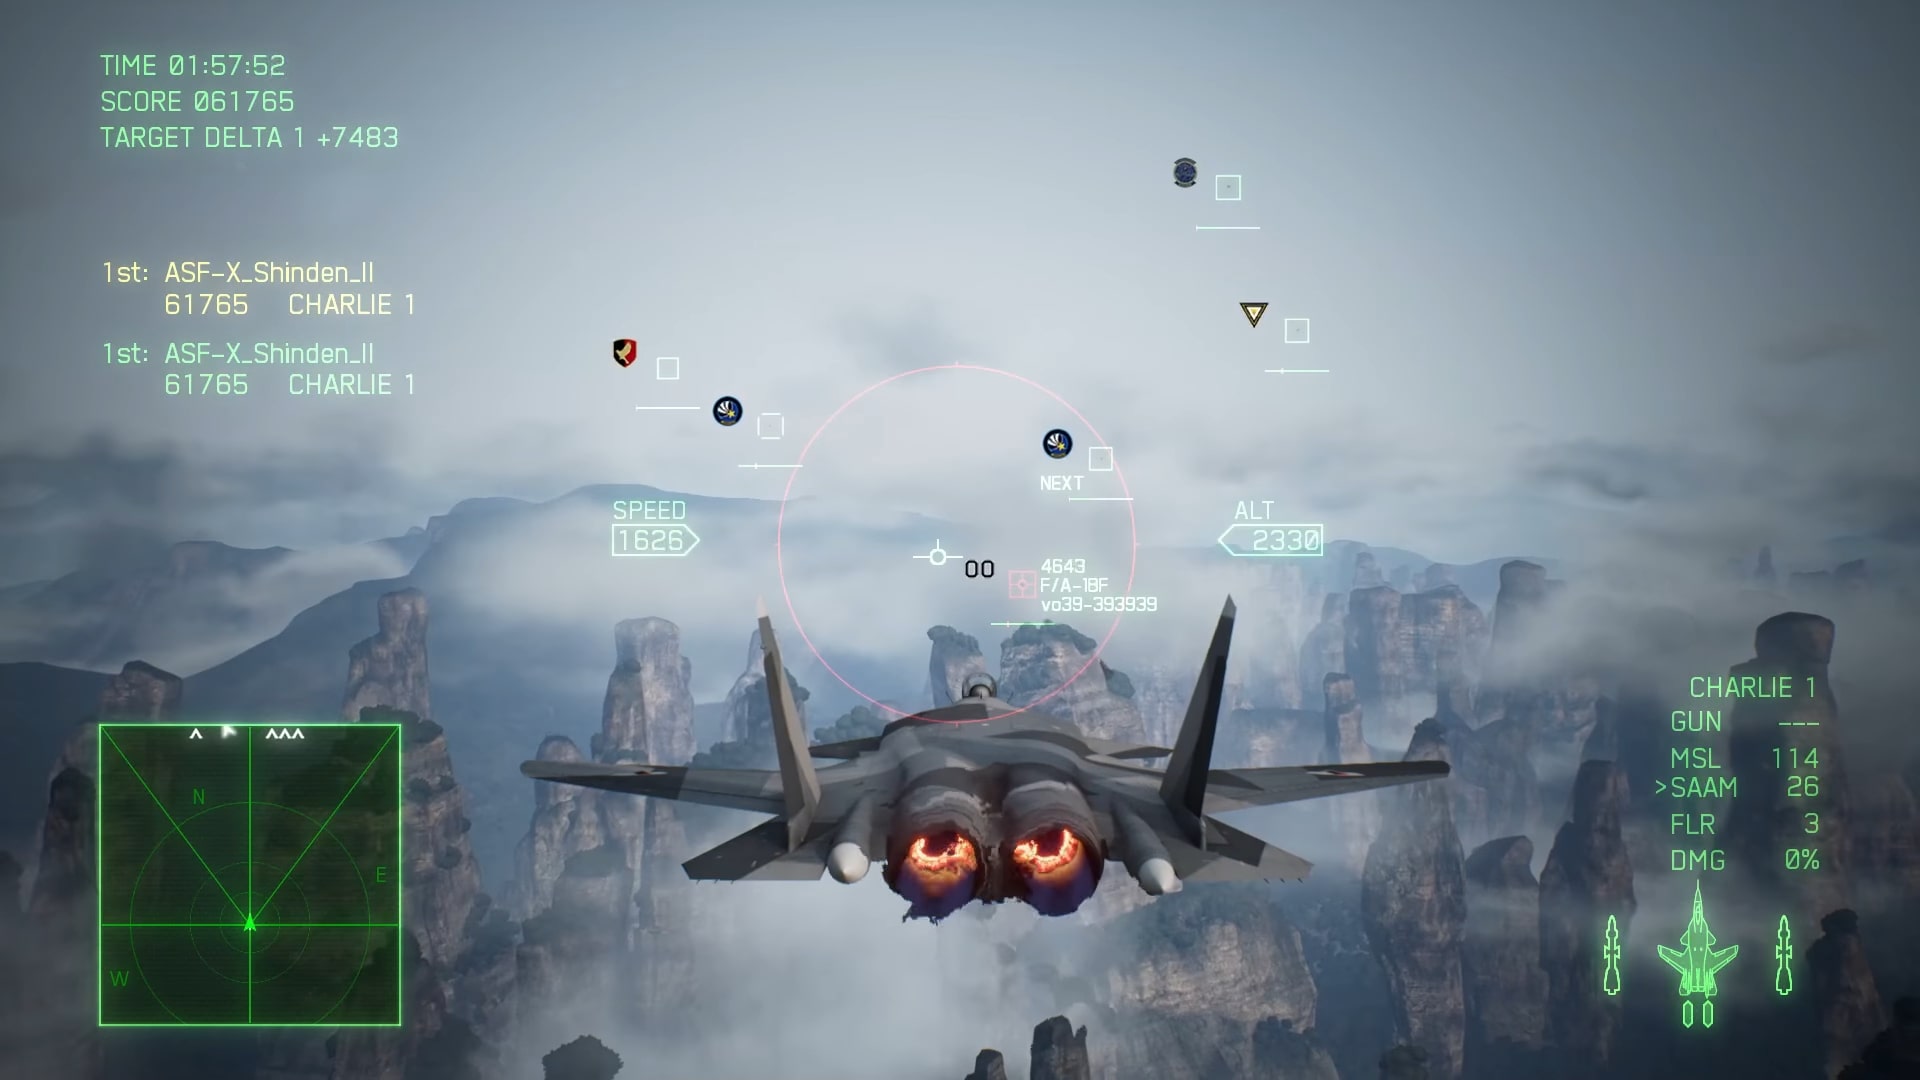 TIME 01:57:52
SCORE 061765
TARGET DELTA 1 +7483
1st: ASF-X_Shinden_II
61765 CHARLIE 1
1st: ASF-X_Shinden_II
61765 CHARLIE 1
NEXT
SPEED
1626
ALT
2330
00
4643
F/A-18F
vo39-393939
N
E
W
CHARLIE 1
GUN ---
MSL 114
>SAAM 26
FLR 3
DMG 0%